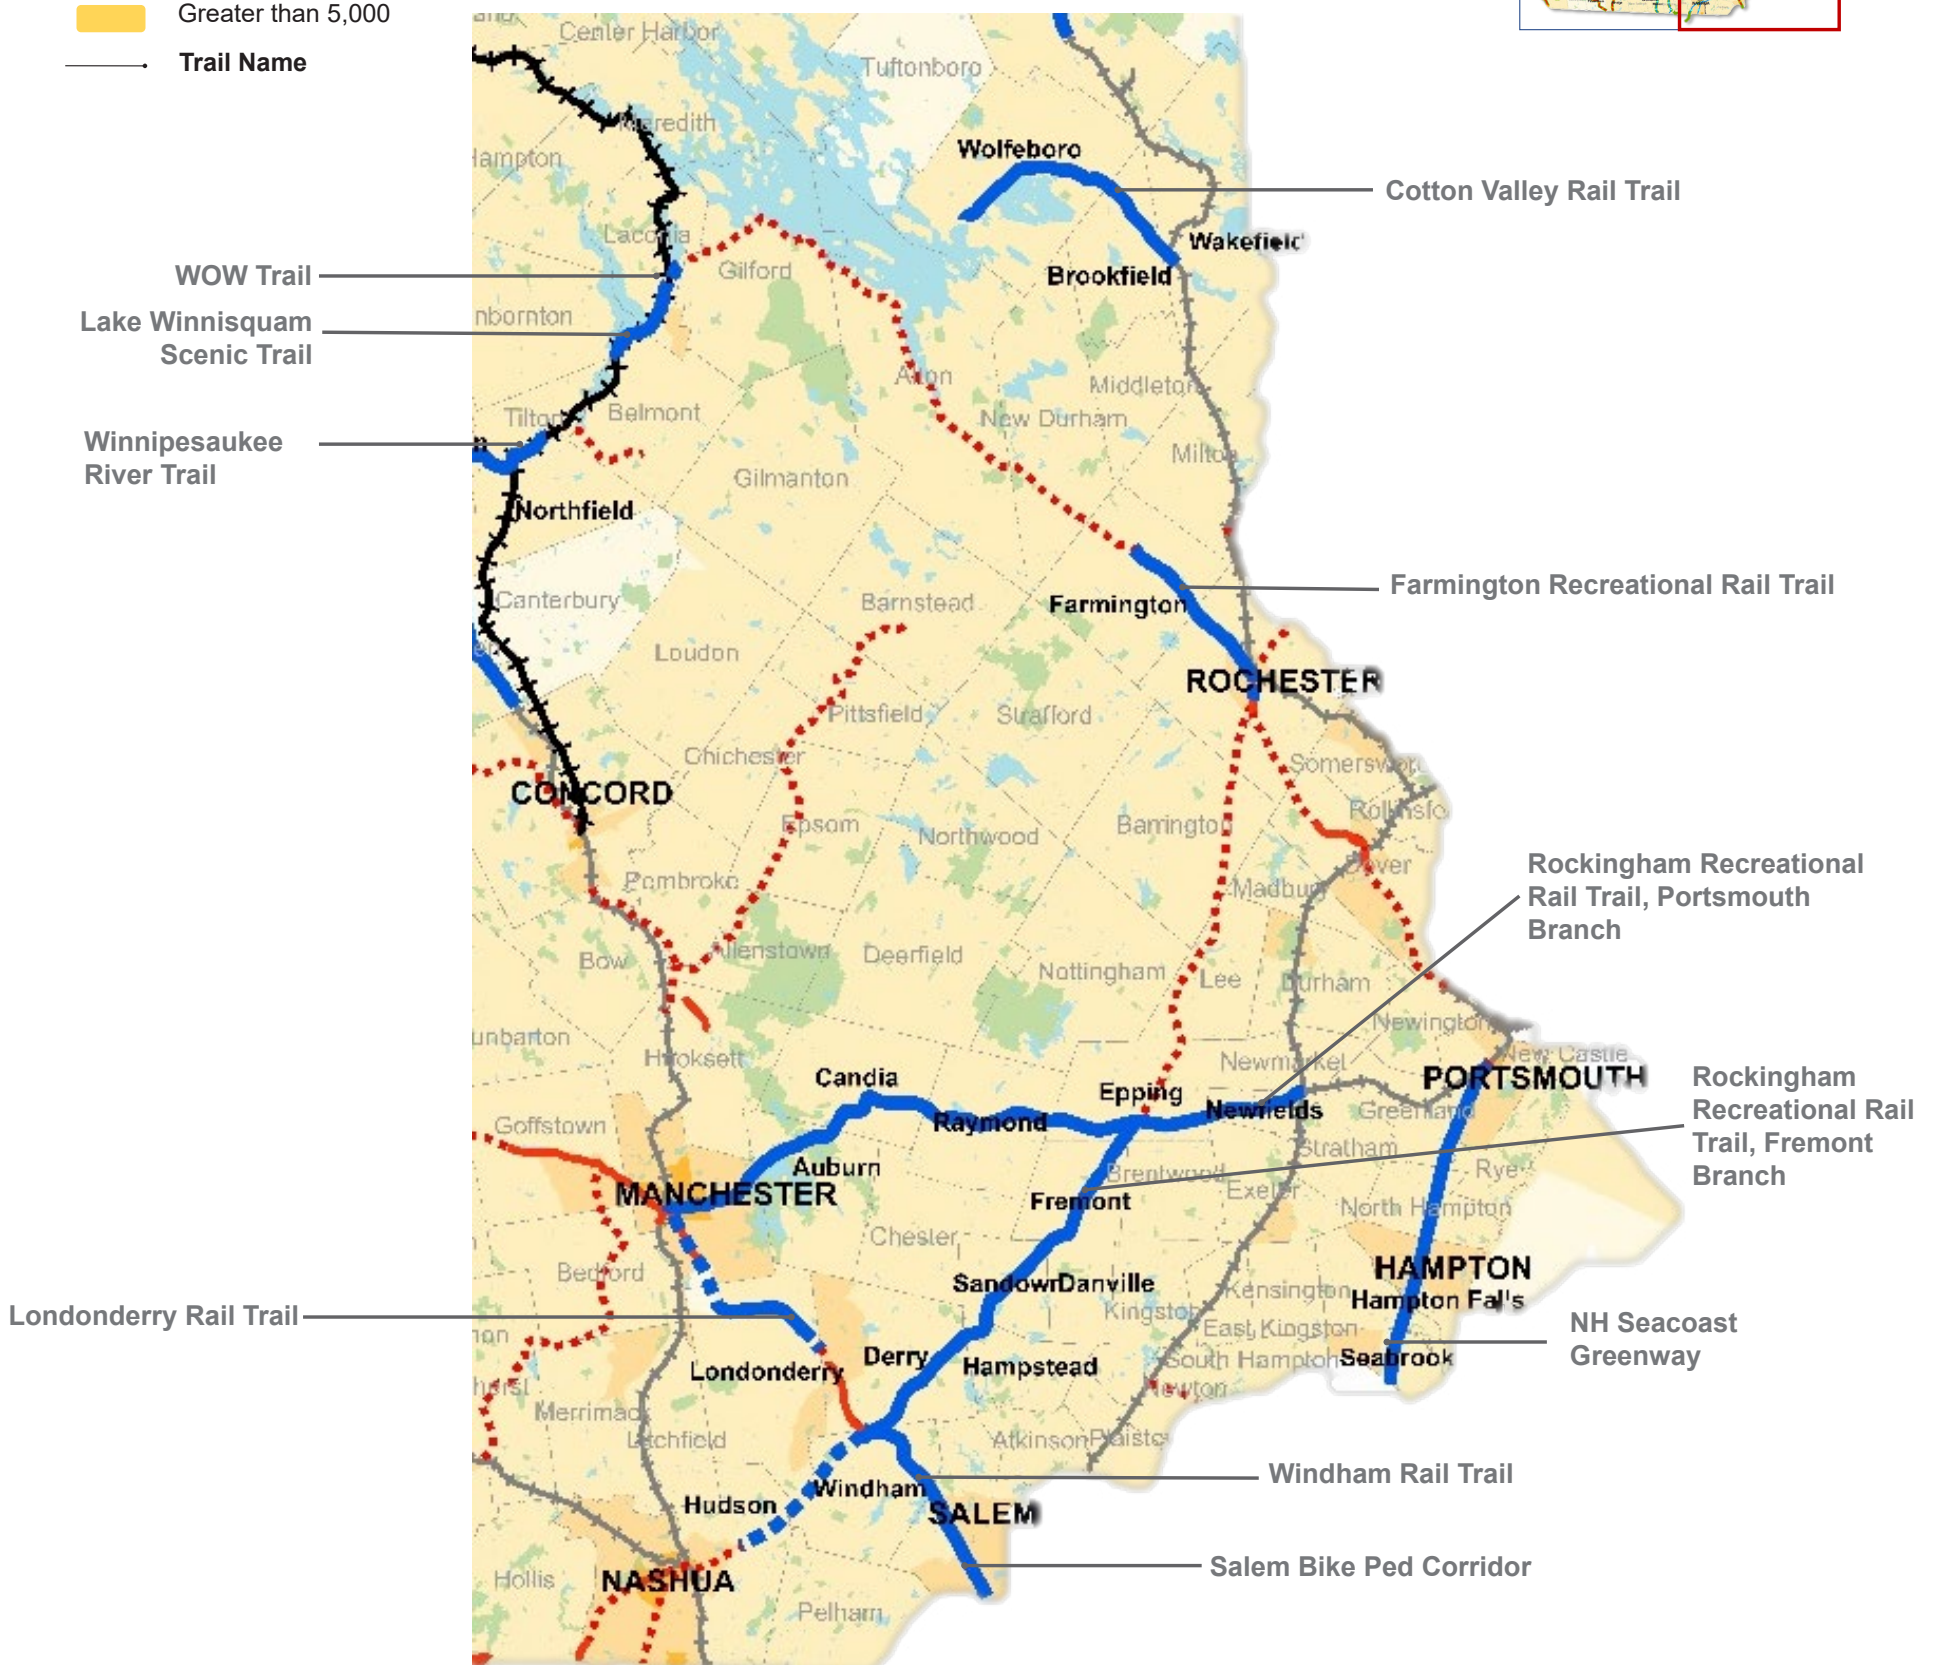 Greater than 5,000
Trail Name
Center Harbor
Tuftonboro
Meredith
Wolfeboro
Cotton Valley Rail Trail
Laconia
Wakefield
WOW Trail
Gilford
Brookfield
Lake Winnisquam
Scenic Trail
nbornton
Alton
Middleton
Tilton
Belmont
New Durham
Winnipesaukee
River Trail
n
Milton
Gilmanton
Northfield
Farmington Recreational Rail Trail
Canterbury
Barnstead
Farmington
Loudon
ROCHESTER
Pittsfield
Strafford
Chichester
Somerswor
CONCORD
Rollinsfo
Epsom
Northwood
Barrington
Dover
Rockingham Recreational
Rail Trail, Portsmouth
Branch
Pembroke
Madbury
Bow
Allenstown
Deerfield
Nottingham
Lee
Durham
Newington
unbarton
Hooksett
Newmarket
New Castle
Candia
Epping
PORTSMOUTH
Rockingham
Recreational Rail
Trail, Fremont
Branch
Goffstown
Raymond
Newfields
Greenland
Stratham
Auburn
Brentwood
Rye
MANCHESTER
Fremont
Exeter
North Hampton
Chester
Bedford
Sandown
Danville
HAMPTON
Kensington
Hampton Fal's
Londonderry Rail Trail
Kingston
East Kingston
NH Seacoast
Greenway
Londonderry
Derry
Hampstead
South Hampton
Seabrook
Newton
Merrimack
Litchfield
Atkinson
Plaisto
Windham Rail Trail
Hudson
Windham
SALEM
Salem Bike Ped Corridor
Hollis
NASHUA
Pelham